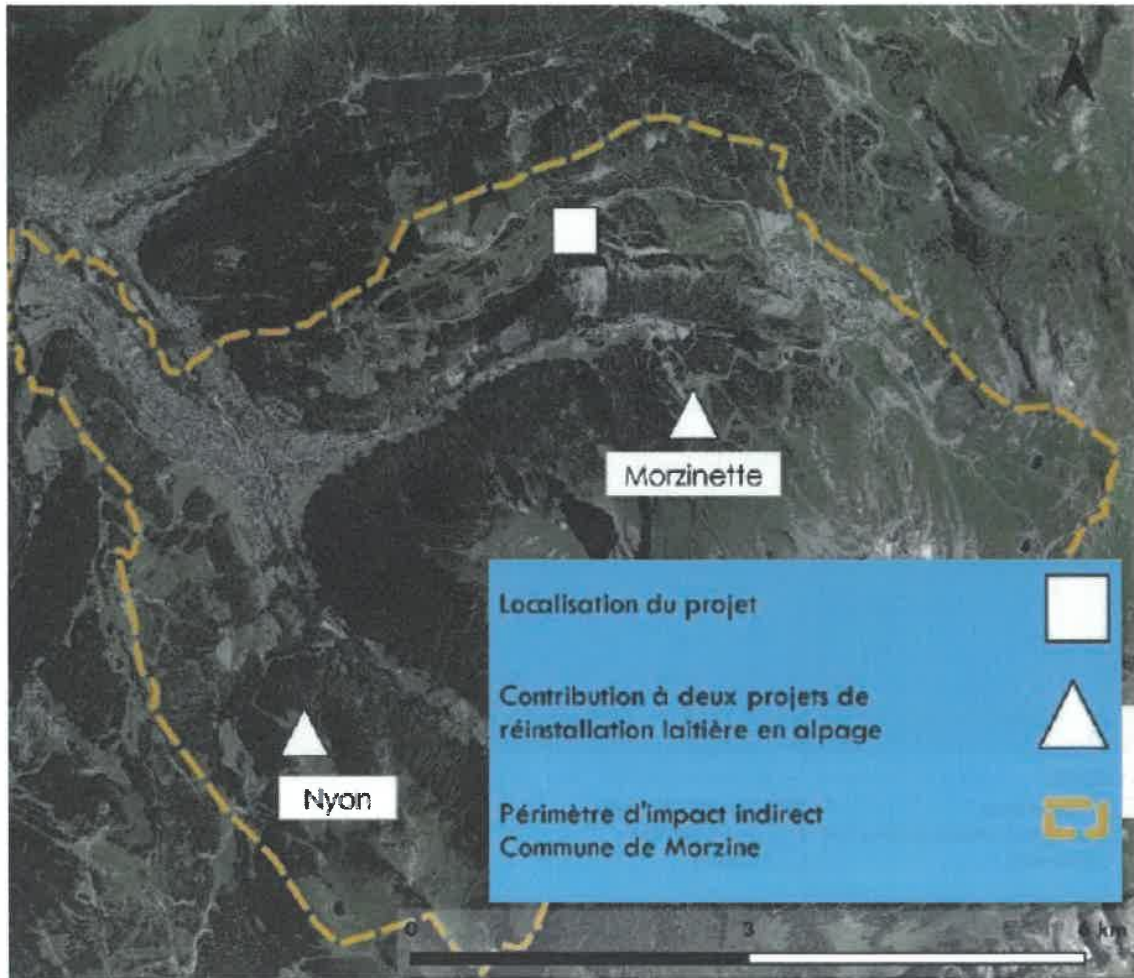 Morzinette
Nyon
Localisation du projet
Contribution à deux projets de
réinstallation laitière en alpage
Périmètre d'impact indirect
Commune de Morzine
0 3 6 km